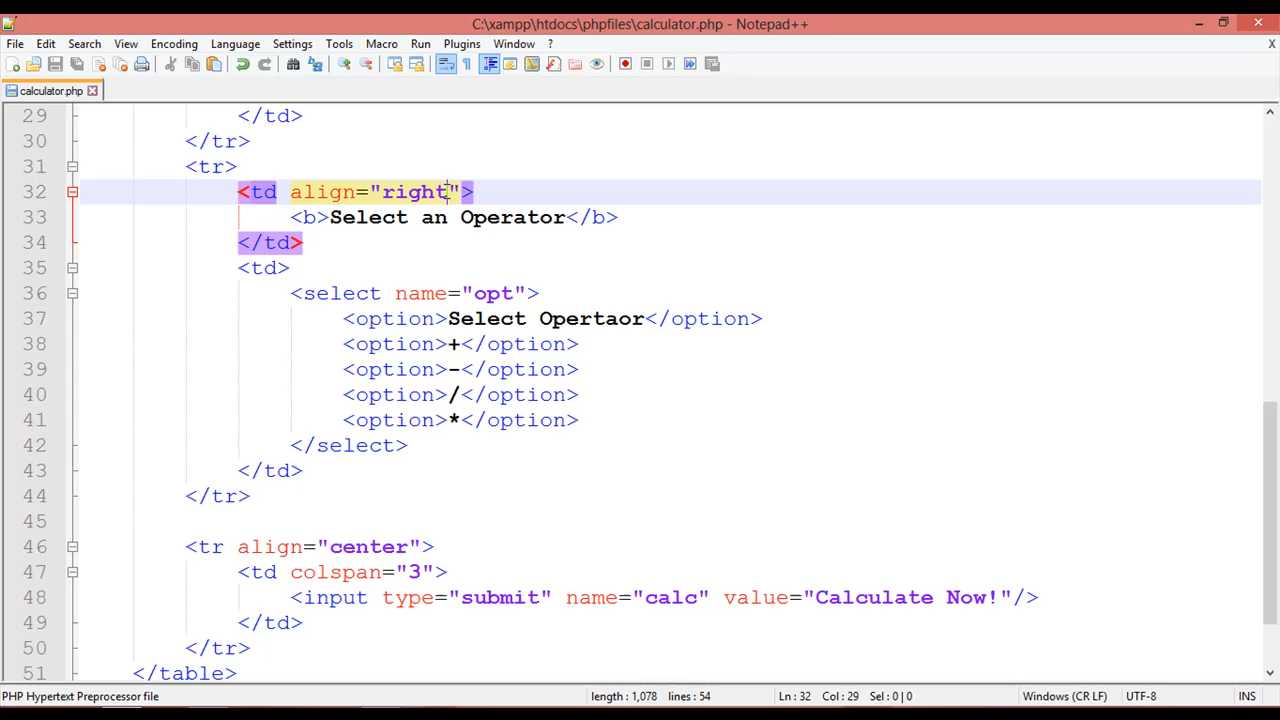 C:\xampp\htdocs\phpfiles\calculator.php - Notepad++
File Edit Search View Encoding Language Settings Tools Macro Run Plugins Window ? X
calculator.php
29 </td>
30 </tr>
31 <tr>
32 <td align="right">
33 <b>Select an Operator</b>
34 </td>
35 <td>
36 <select name="opt">
37 <option>Select Opertaor</option>
38 <option>+</option>
39 <option>-</option>
40 <option>/</option>
41 <option>*</option>
42 </select>
43 </td>
44 </tr>
45
46 <tr align="center">
47 <td colspan="3">
48 <input type="submit" name="calc" value="Calculate Now!"/>
49 </td>
50 </tr>
51 </table>
PHP Hypertext Preprocessor file length : 1,078 lines : 54 Ln : 32 Col : 29 Sel : 0 | 0 Windows (CR LF) UTF-8 INS